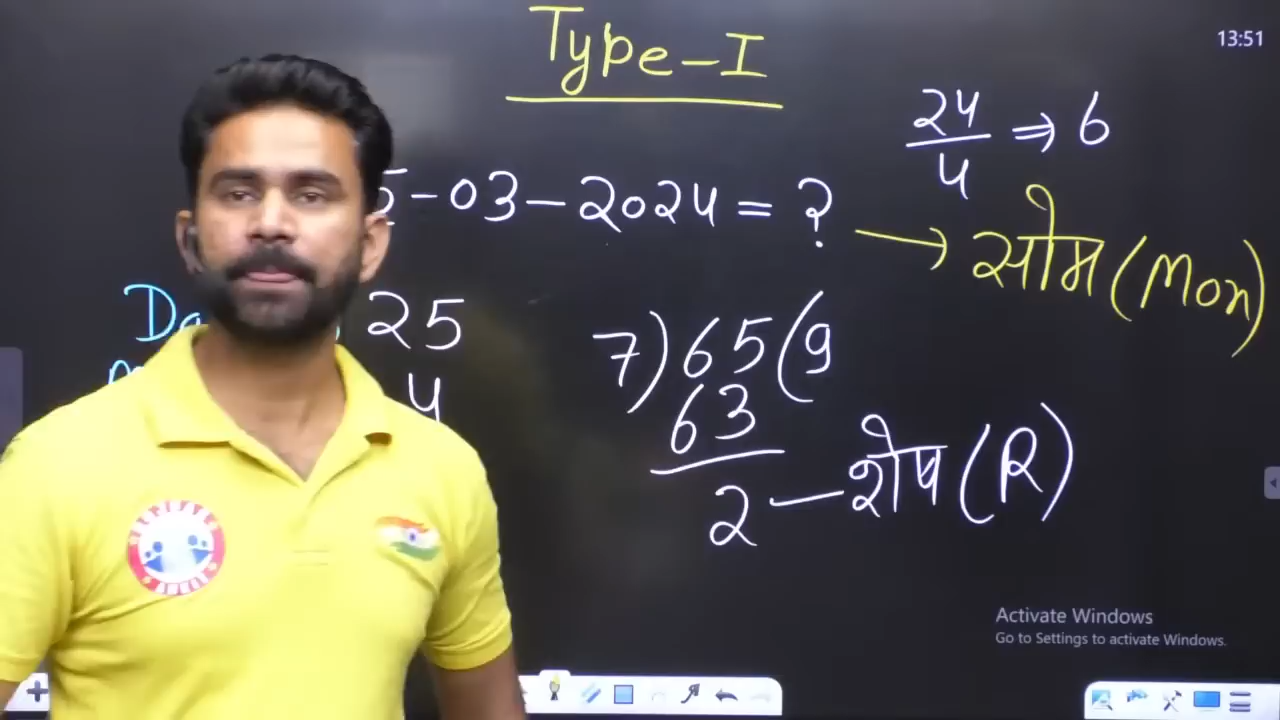 Type-I
13:51
24/4 ⇒ 6
5-03-2024 = ?
→ सोम (Mon)
25
7)65(9
4
63
2 — शेष (R)
Activate Windows
Go to Settings to activate Windows.